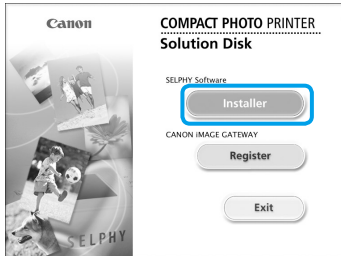 Canon
COMPACT PHOTO PRINTER
Solution Disk
SELPHY Software
Installer
CANON iMAGE GATEWAY
Register
Exit
SELPHY